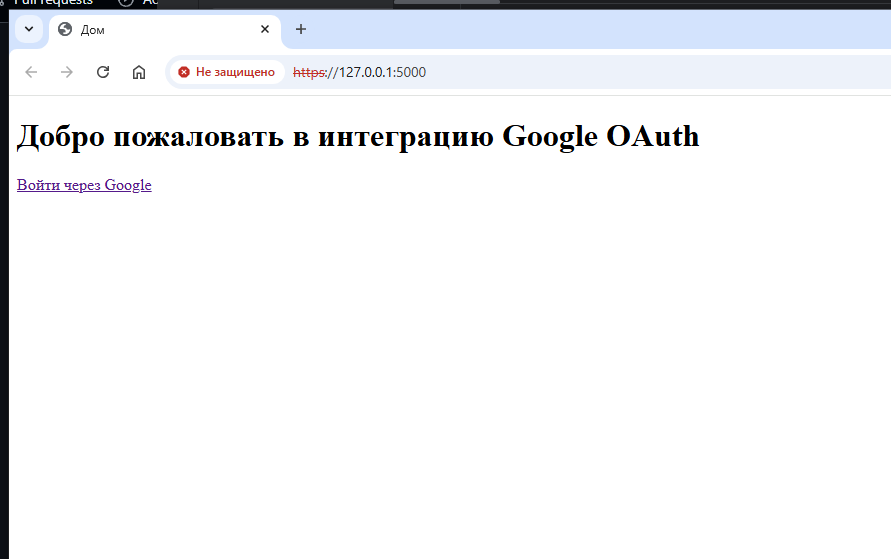 Pull requests
Дом
Не защищено https://127.0.0.1:5000
Добро пожаловать в интеграцию Google OAuth
Войти через Google